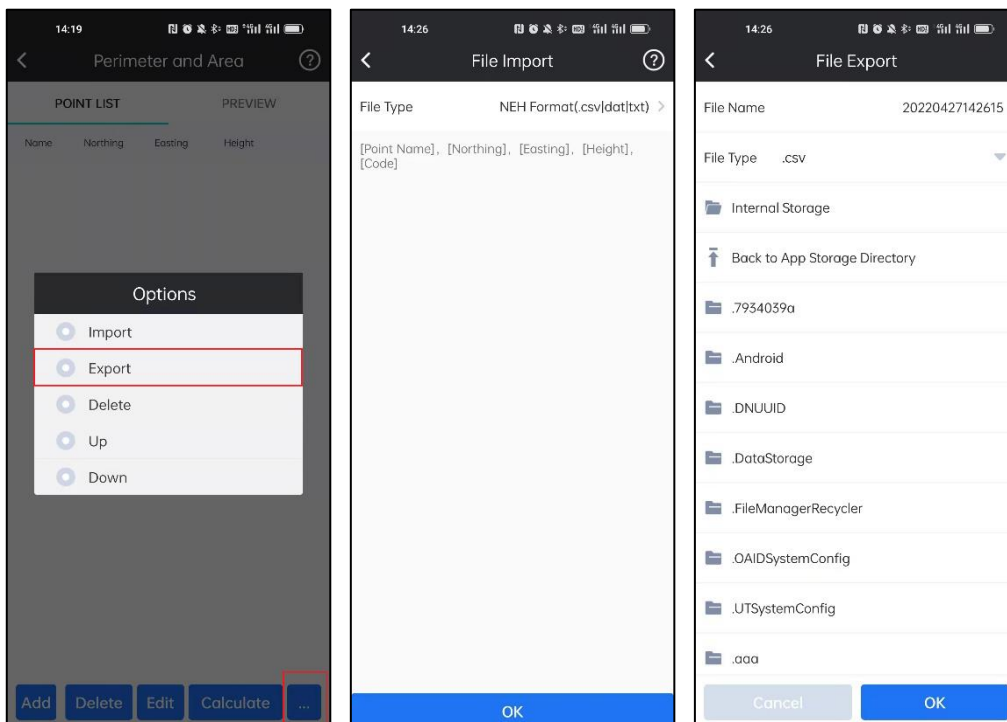 14:19
Perimeter and Area
POINT LIST PREVIEW
Name Northing Easting Height
Options
Import
Export
Delete
Up
Down
Add Delete Edit Calculate ...
14:26
File Import
File Type NEH Format(.csv|dat|txt)
[Point Name], [Northing], [Easting], [Height],
[Code]
OK
14:26
File Export
File Name 20220427142615
File Type .csv
Internal Storage
Back to App Storage Directory
.7934039a
.Android
.DNUUID
.DataStorage
.FileManagerRecycler
.OAIDSystemConfig
.UTSystemConfig
.aaa
Cancel OK